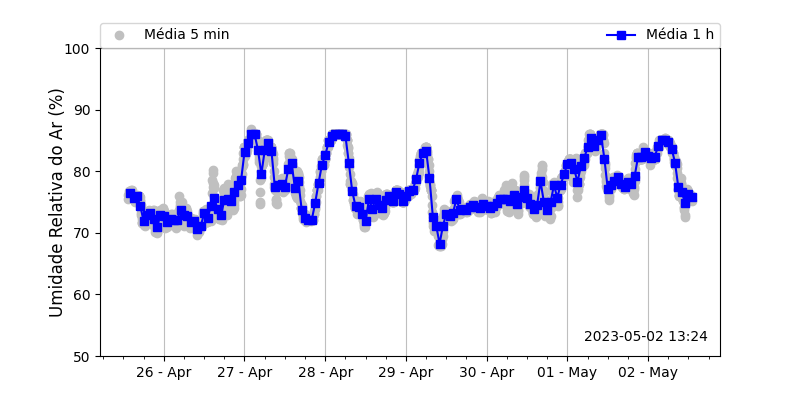 Média 5 min
Média 1 h
Umidade Relativa do Ar (%)
100
90
80
70
60
50
2023-05-02 13:24
26 - Apr
27 - Apr
28 - Apr
29 - Apr
30 - Apr
01 - May
02 - May